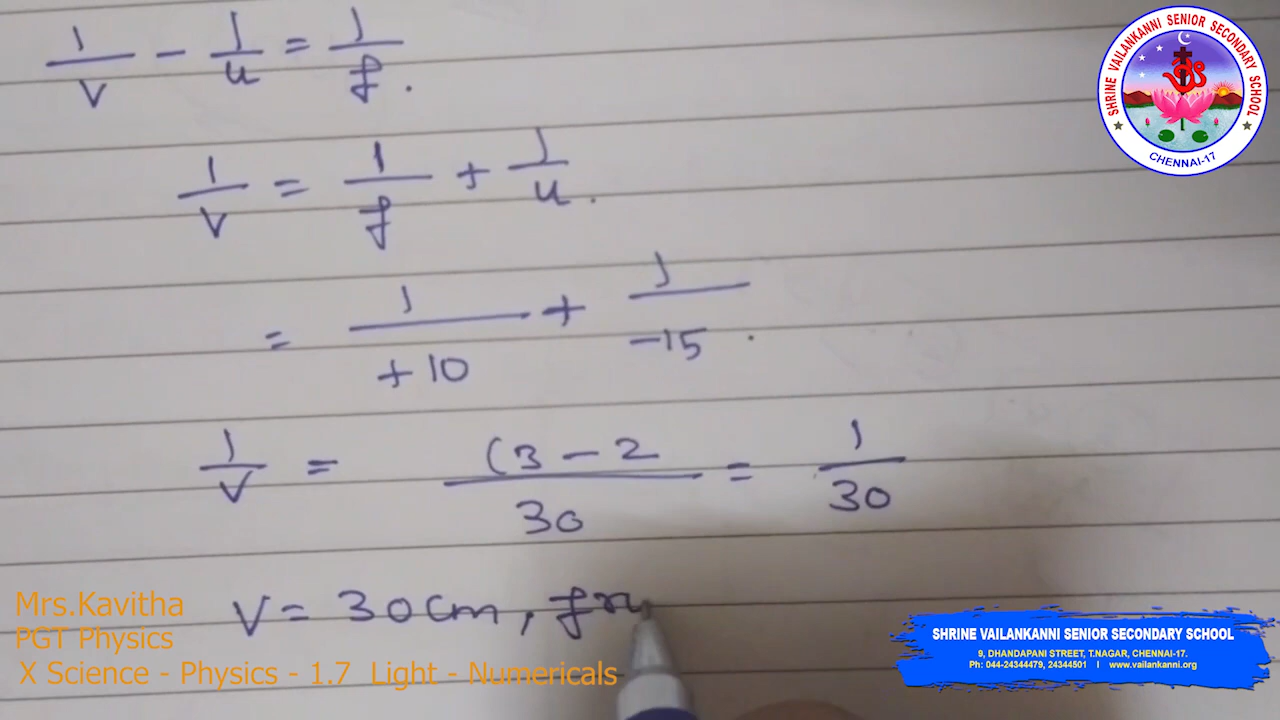 1/v - 1/u = 1/f.
1/v = 1/f + 1/u.
= 1/+10 + 1/-15.
1/v = (3 - 2/30 = 1/30
V = 30cm,
SHRINE VAILANKANNI SENIOR SECONDARY SCHOOL
CHENNAI-17
Mrs.Kavitha
PGT Physics
X Science - Physics - 1.7 Light - Numericals
SHRINE VAILANKANNI SENIOR SECONDARY SCHOOL
9, DHANDAPANI STREET, T.NAGAR, CHENNAI-17.
Ph: 044-24344479, 24344501 I www.vailankanni.org